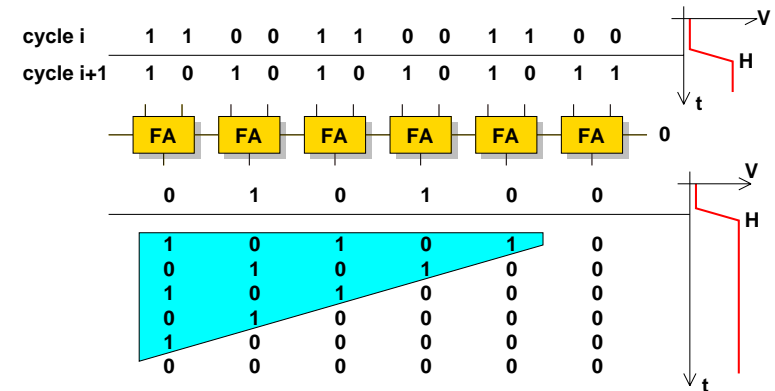 V
cycle i 1 1 0 0 1 1 0 0 1 1 0 0
H
cycle i+1 1 0 1 0 1 0 1 0 1 0 1 1
t
FA FA FA FA FA FA 0
V
0 1 0 1 0 0
H
1 0 1 0 1 0
0 1 0 1 0 0
1 0 1 0 0 0
0 1 0 0 0 0
1 0 0 0 0 0
0 0 0 0 0 0
t